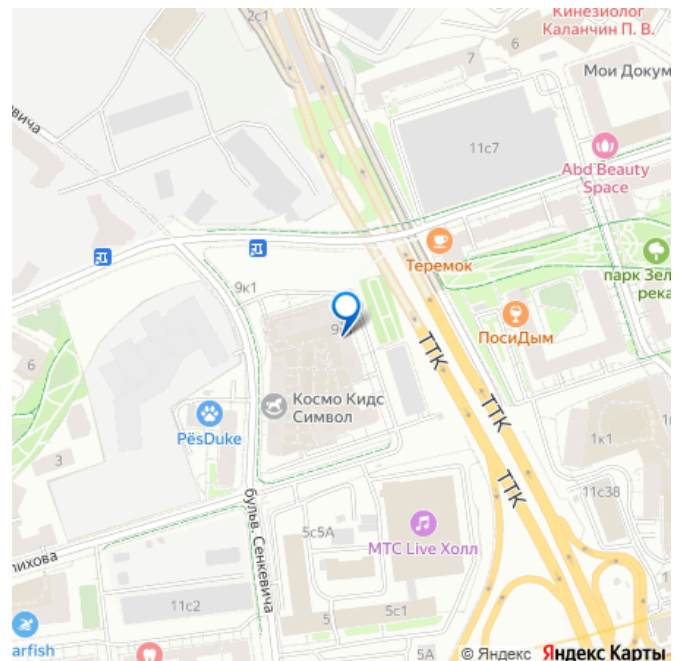 2с1
Кинезиолог
Каланчин П. В.
7
6
Мои Докум
вича
11с7
Abd Beauty
Space
Теремок
парк Зел
река
9к1
ПосиДым
ТТК
6
Космо Кидс
Символ
ТТК
PёsDuke
1к1
3
ТТК
11с38
бульв. Сенкевича
5с5А
МТС Live Холл
лихова
11с2
5с1
arfish
5А
© Яндекс Яндекс Карты